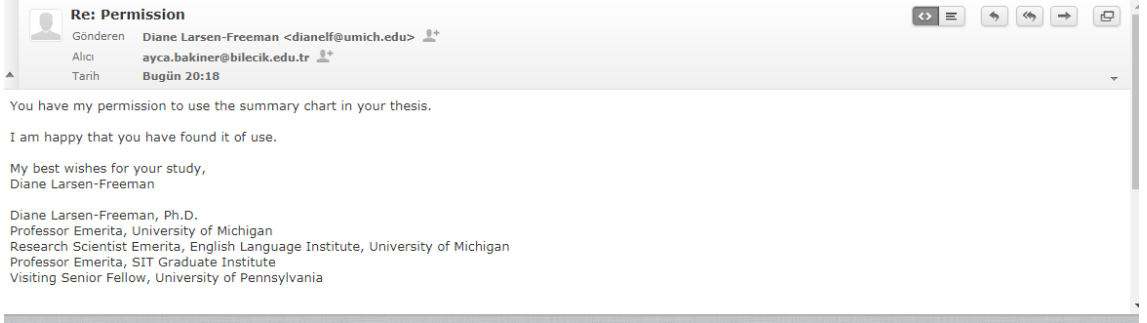 Re: Permission
Gönderen Diane Larsen-Freeman <dianelf@umich.edu>
Alıcı ayca.bakiner@bilecik.edu.tr
Tarih Bugün 20:18
You have my permission to use the summary chart in your thesis.
I am happy that you have found it of use.
My best wishes for your study,
Diane Larsen-Freeman
Diane Larsen-Freeman, Ph.D.
Professor Emerita, University of Michigan
Research Scientist Emerita, English Language Institute, University of Michigan
Professor Emerita, SIT Graduate Institute
Visiting Senior Fellow, University of Pennsylvania